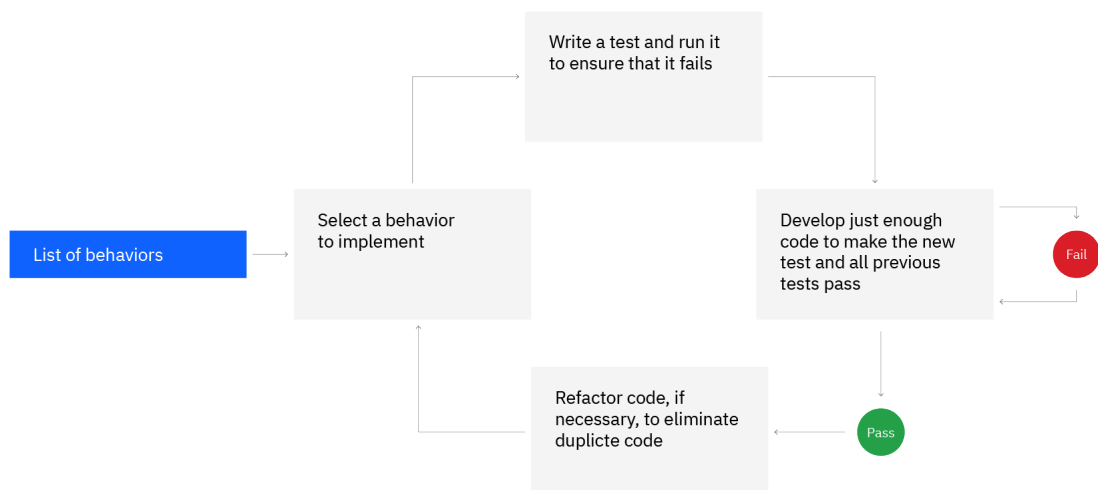 Write a test and run it
to ensure that it fails
Select a behavior
to implement
List of behaviors
Develop just enough
code to make the new
test and all previous
tests pass
Fail
Refactor code, if
necessary, to eliminate
duplicte code
Pass